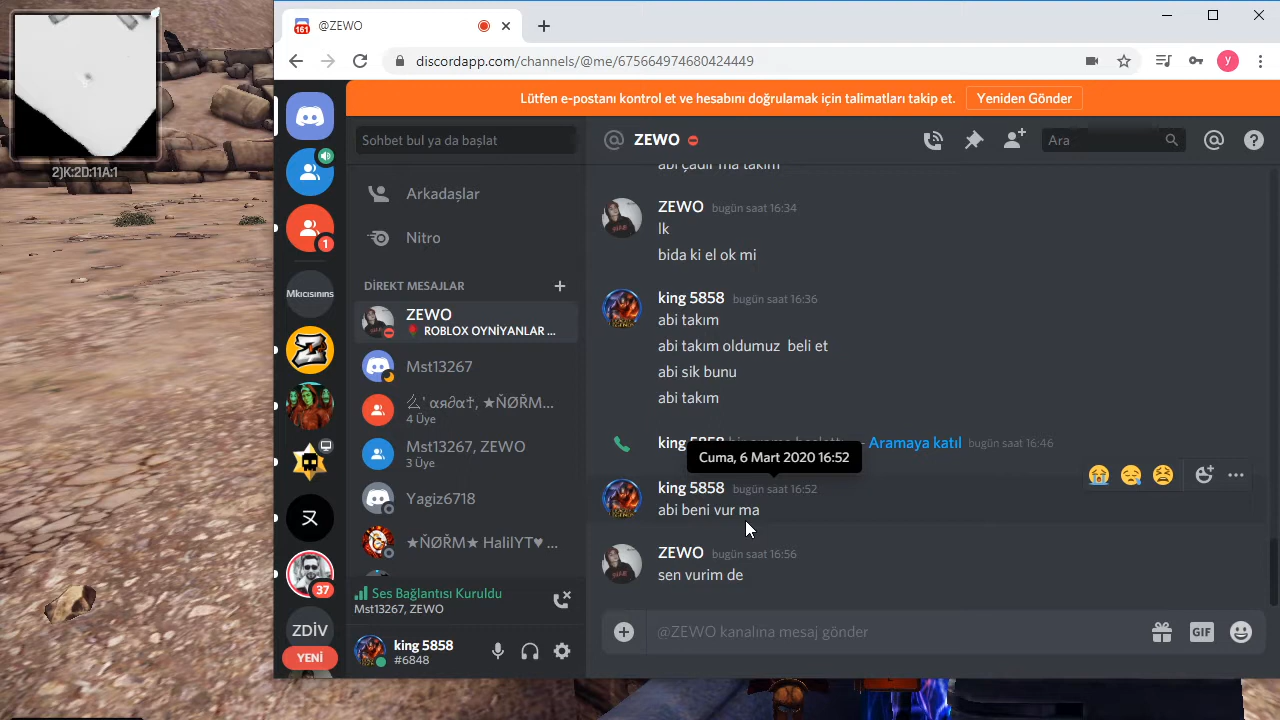 161
@ZEWO
discordapp.com/channels/@me/675664974680424449
y
Lütfen e-postanı kontrol et ve hesabını doğrulamak için talimatları takip et.
Yeniden Gönder
2)K:2D:11A:1
Sohbet bul ya da başlat
@ ZEWO
Ara
Arkadaşlar
Nitro
DİREKT MESAJLAR
ZEWO
ROBLOX OYNİYANLAR ...
Mst13267
4 Üye
Mst13267, ZEWO
3 Üye
Yagiz6718
★ŇØŘM★ HalilYT♥ ...
Ses Bağlantısı Kuruldu
Mst13267, ZEWO
king 5858
#6848
1
Mkicisinins
37
ZDİV
YENİ
abi çadır ma takım
ZEWO bugün saat 16:34
lk
bida ki el ok mi
king 5858 bugün saat 16:36
abi takım
abi takım oldumuz beli et
abi sik bunu
abi takım
Aramaya katıl bugün saat 16:46
Cuma, 6 Mart 2020 16:52
king 5858 bugün saat 16:52
abi beni vur ma
ZEWO bugün saat 16:56
sen vurim de
@ZEWO kanalına mesaj gönder
GIF